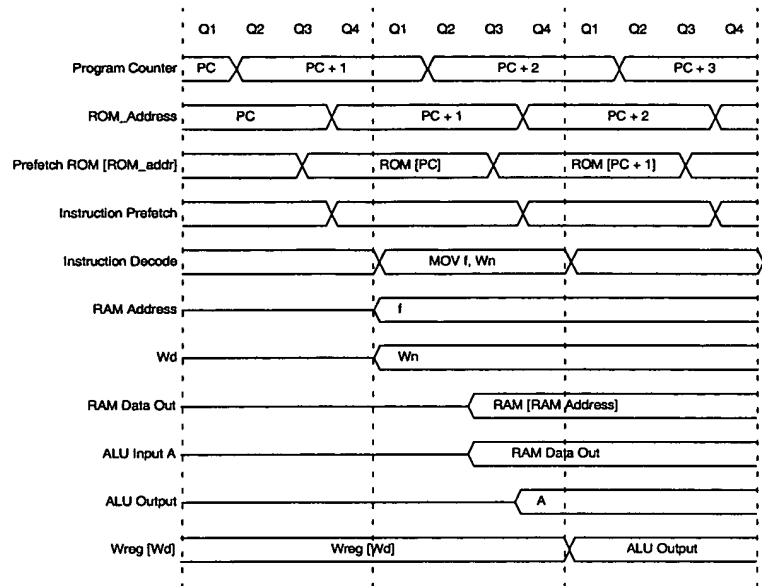 Q1 Q2 Q3 Q4 Q1 Q2 Q3 Q4 Q1 Q2 Q3 Q4
Program Counter PC PC + 1 PC + 2 PC + 3
ROM_Address PC PC + 1 PC + 2
Prefetch ROM [ROM_addr] ROM [PC] ROM [PC + 1]
Instruction Prefetch
Instruction Decode MOV f, Wn
RAM Address f
Wd Wn
RAM Data Out RAM [RAM Address]
ALU Input A RAM Data Out
ALU Output A
Wreg [Wd] Wreg [Wd] ALU Output